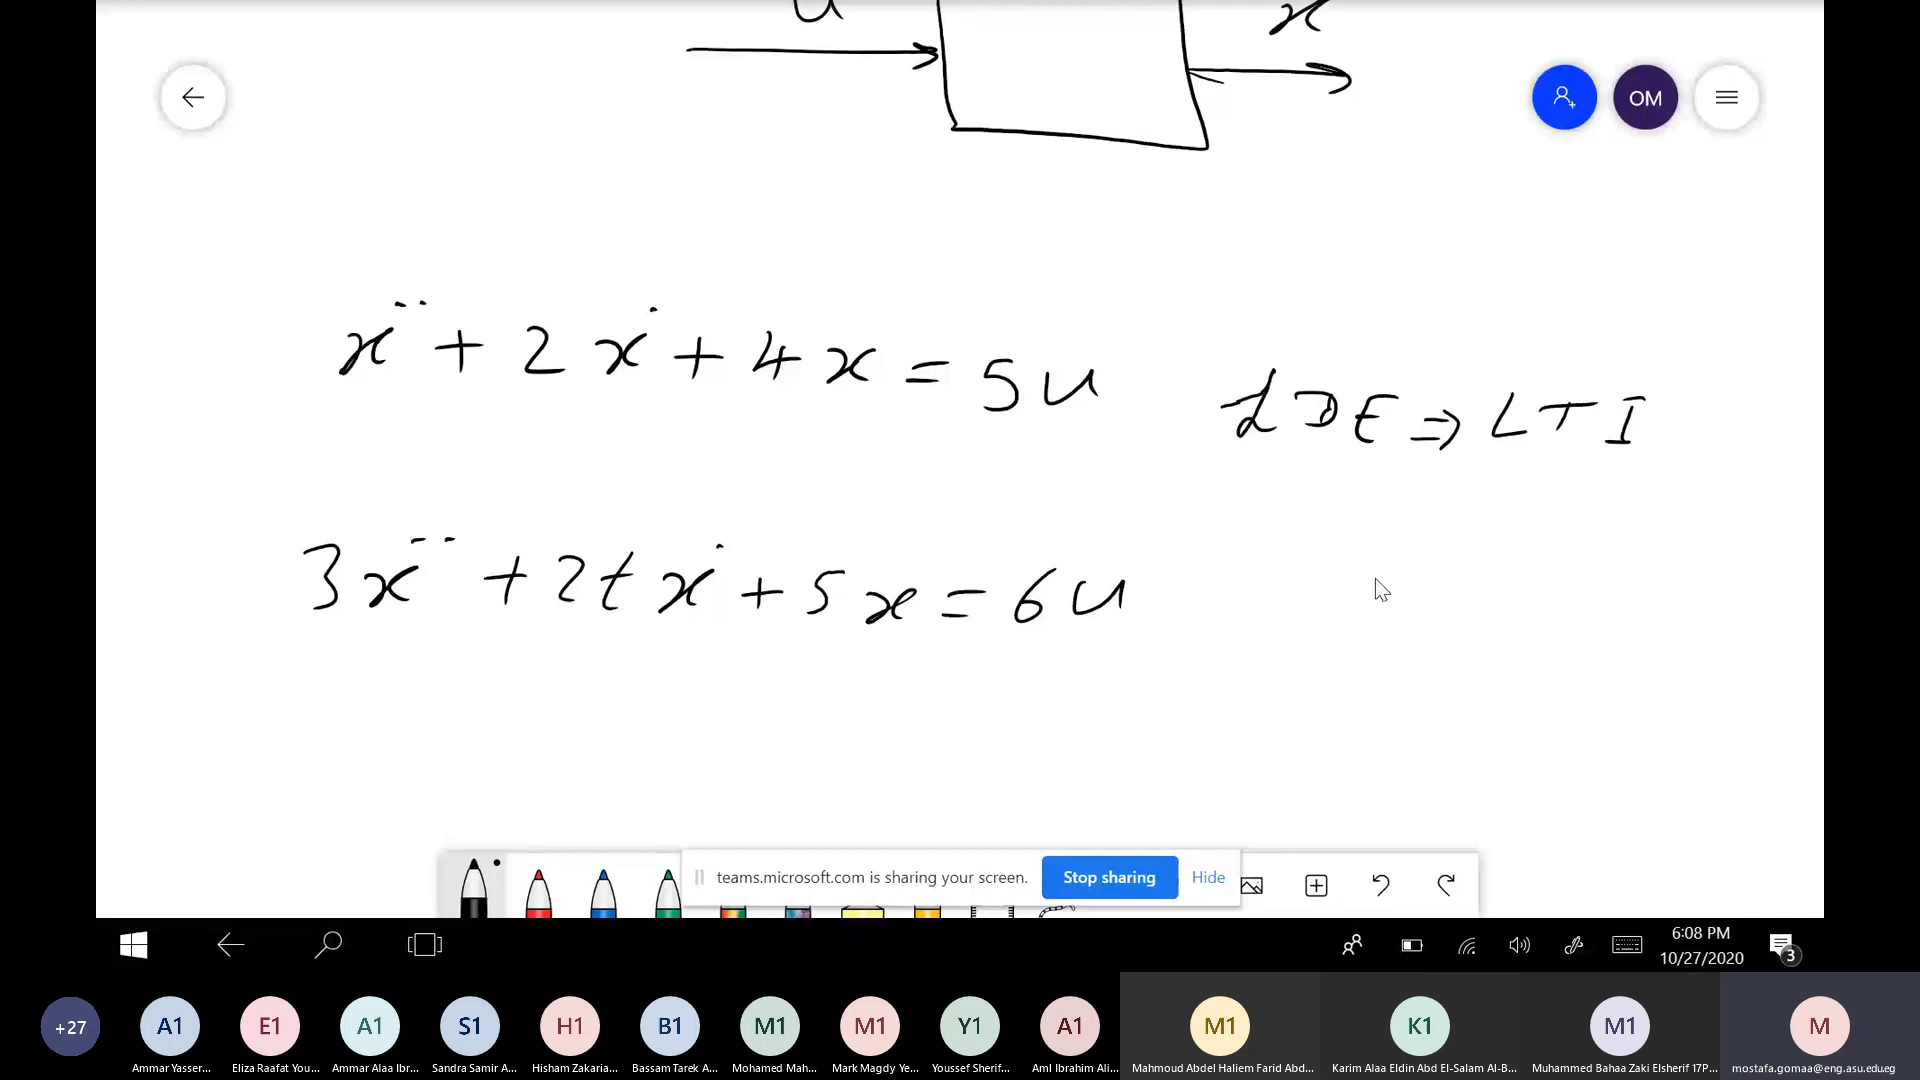 u
x
OM
ẍ + 2ẋ + 4x = 5u
LDE ⇒ LTI
3ẍ + 2tẋ + 5x = 6u
teams.microsoft.com is sharing your screen.
Stop sharing
Hide
6:08 PM
10/27/2020
3
+27
A1
E1
A1
S1
H1
B1
M1
M1
Y1
A1
M1
K1
M1
M
Ammar Yasser...
Eliza Raafat You...
Ammar Alaa Ibr...
Sandra Samir A...
Hisham Zakaria...
Bassam Tarek A...
Mohamed Mah...
Mark Magdy Ye...
Youssef Sherif...
Aml Ibrahim Ali...
Mahmoud Abdel Haliem Farid Abd...
Karim Alaa Eldin Abd El-Salam Al-B...
Muhammed Bahaa Zaki Elsherif 17P...
mostafa.gomaa@eng.asu.edu.eg